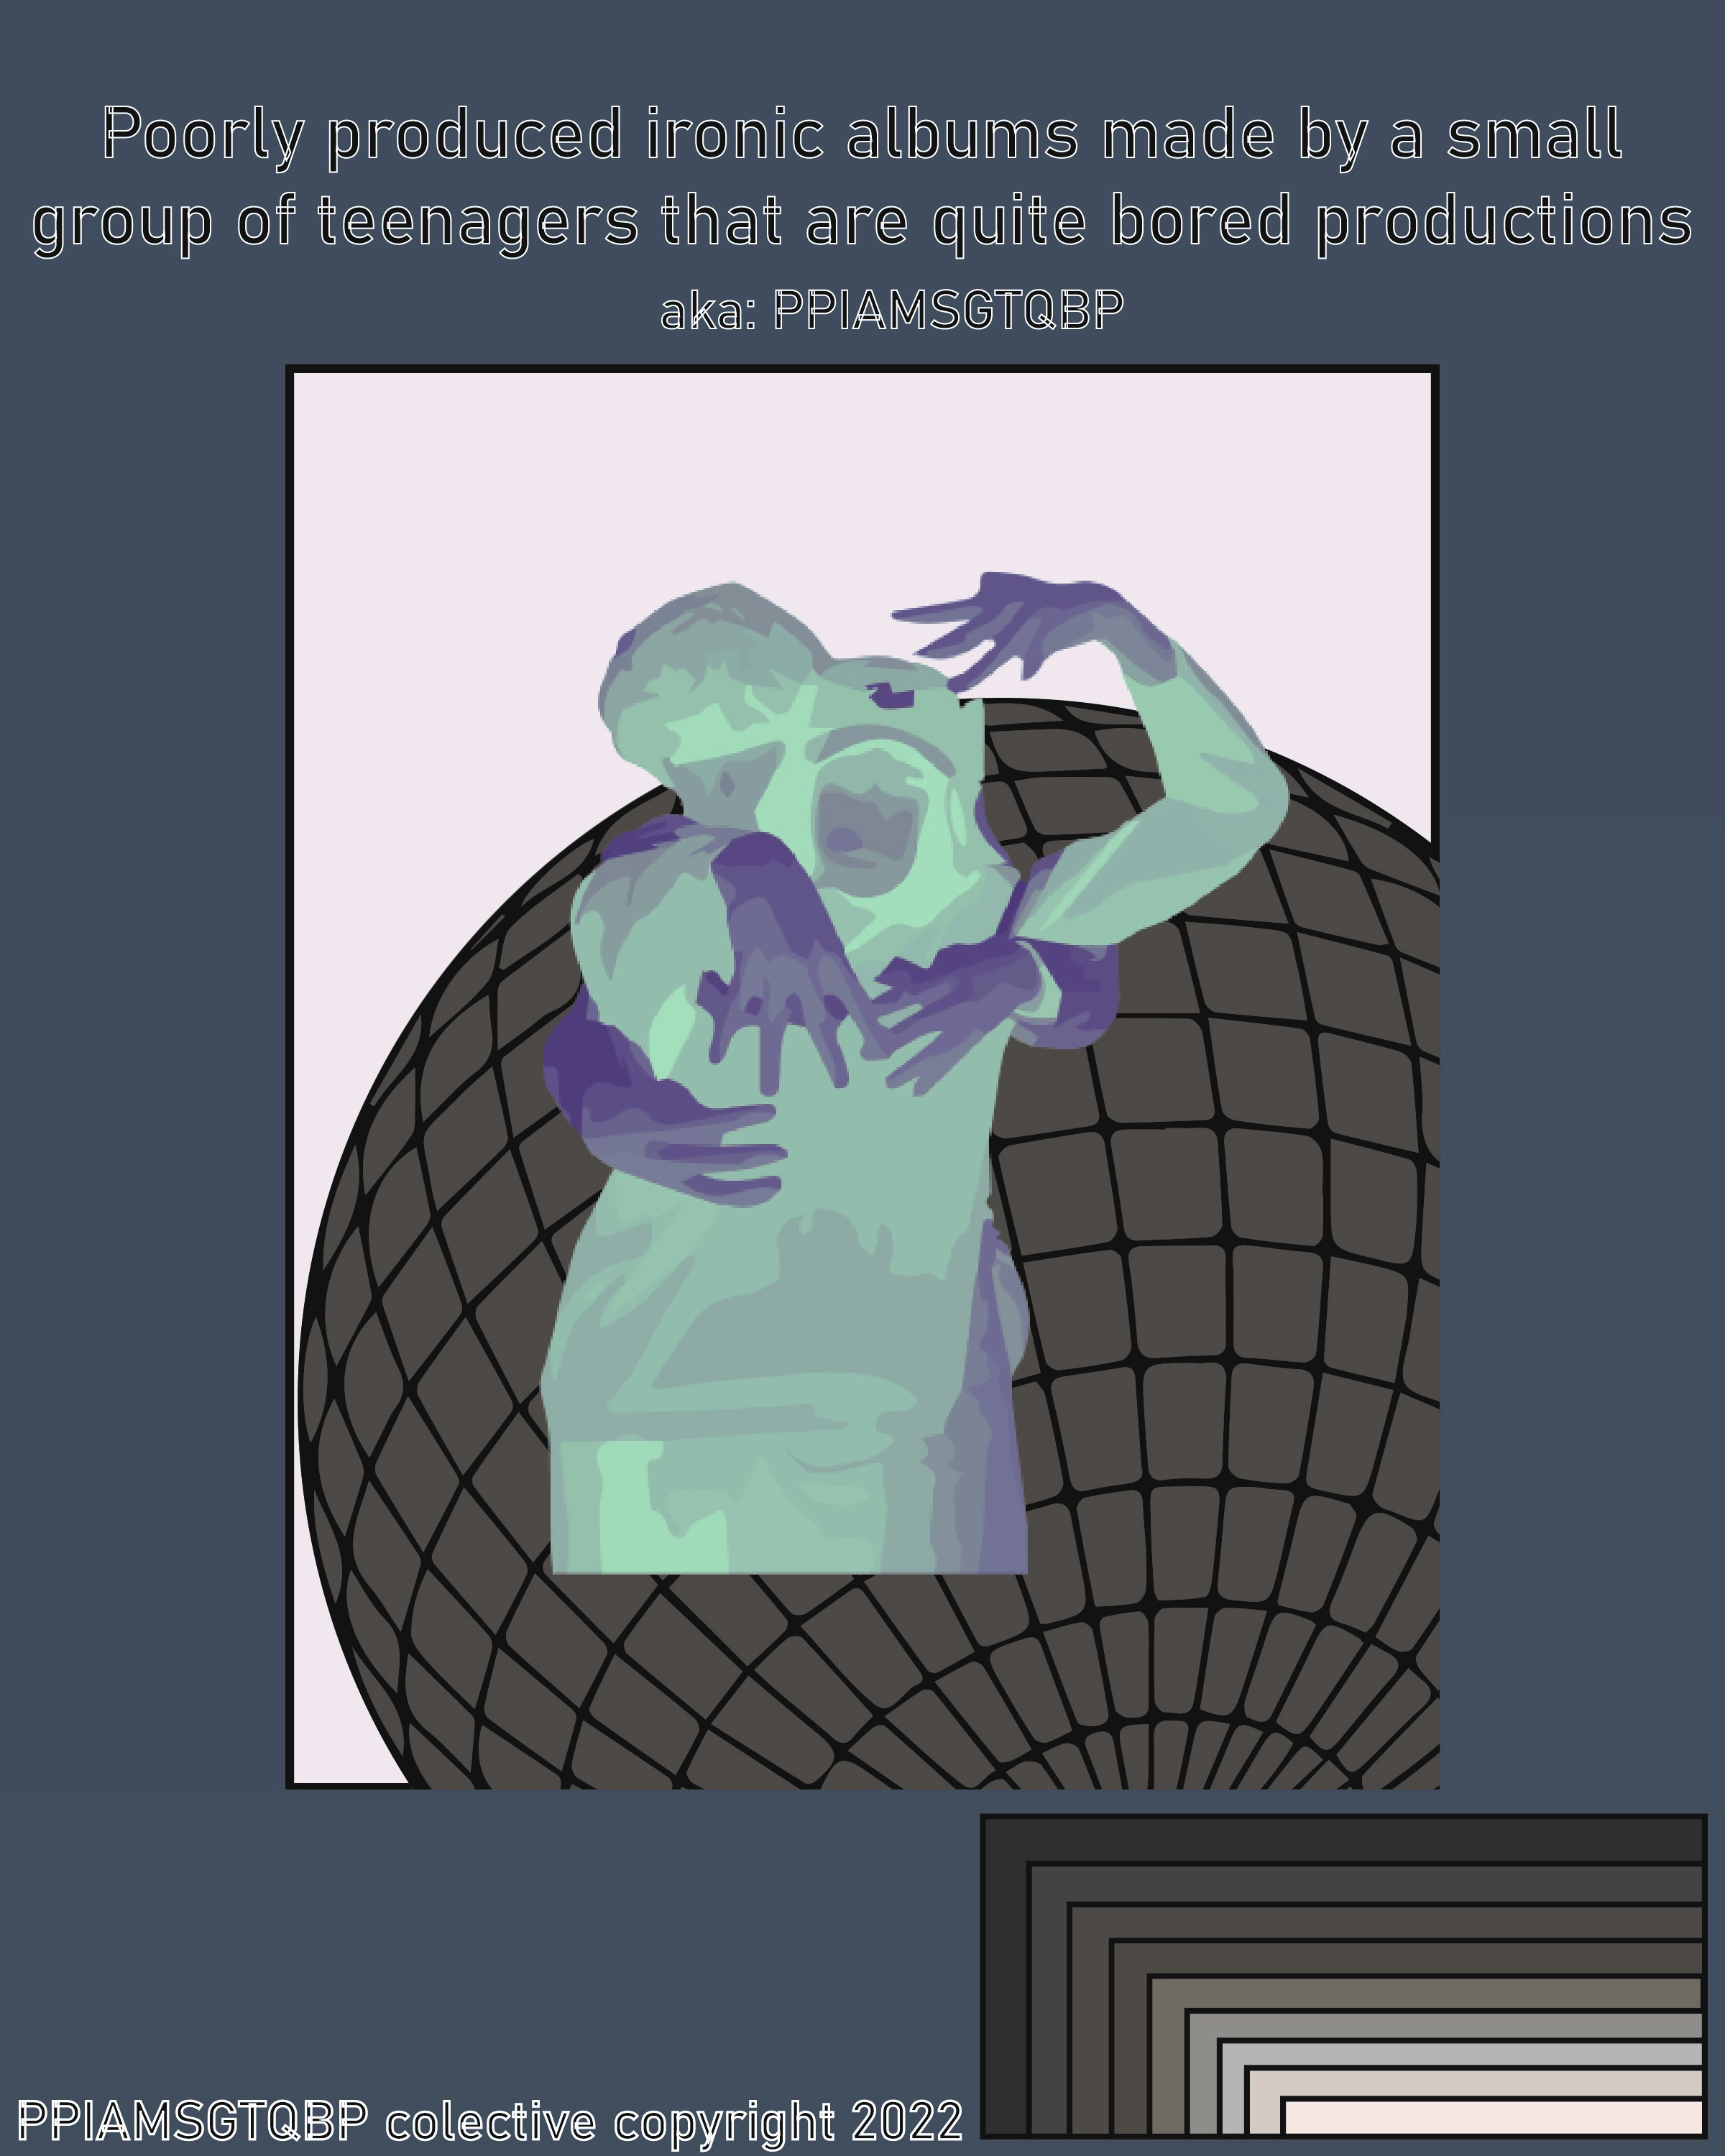 Poorly produced ironic albums made by a small
group of teenagers that are quite bored productions
aka: PPIAMSGTQBP
PPIAMSGTQBP colective copyright 2022